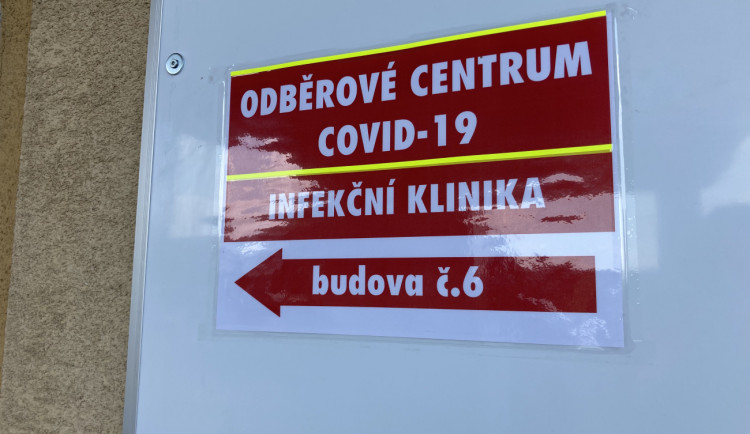 ODBĚROVÉ CENTRUM
COVID-19
INFEKČNÍ KLINIKA
budova č.6